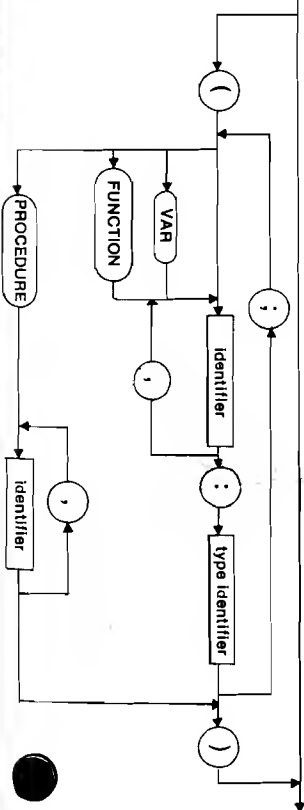 ;
( identifier : type identifier )
VAR
,
FUNCTION
,
PROCEDURE identifier